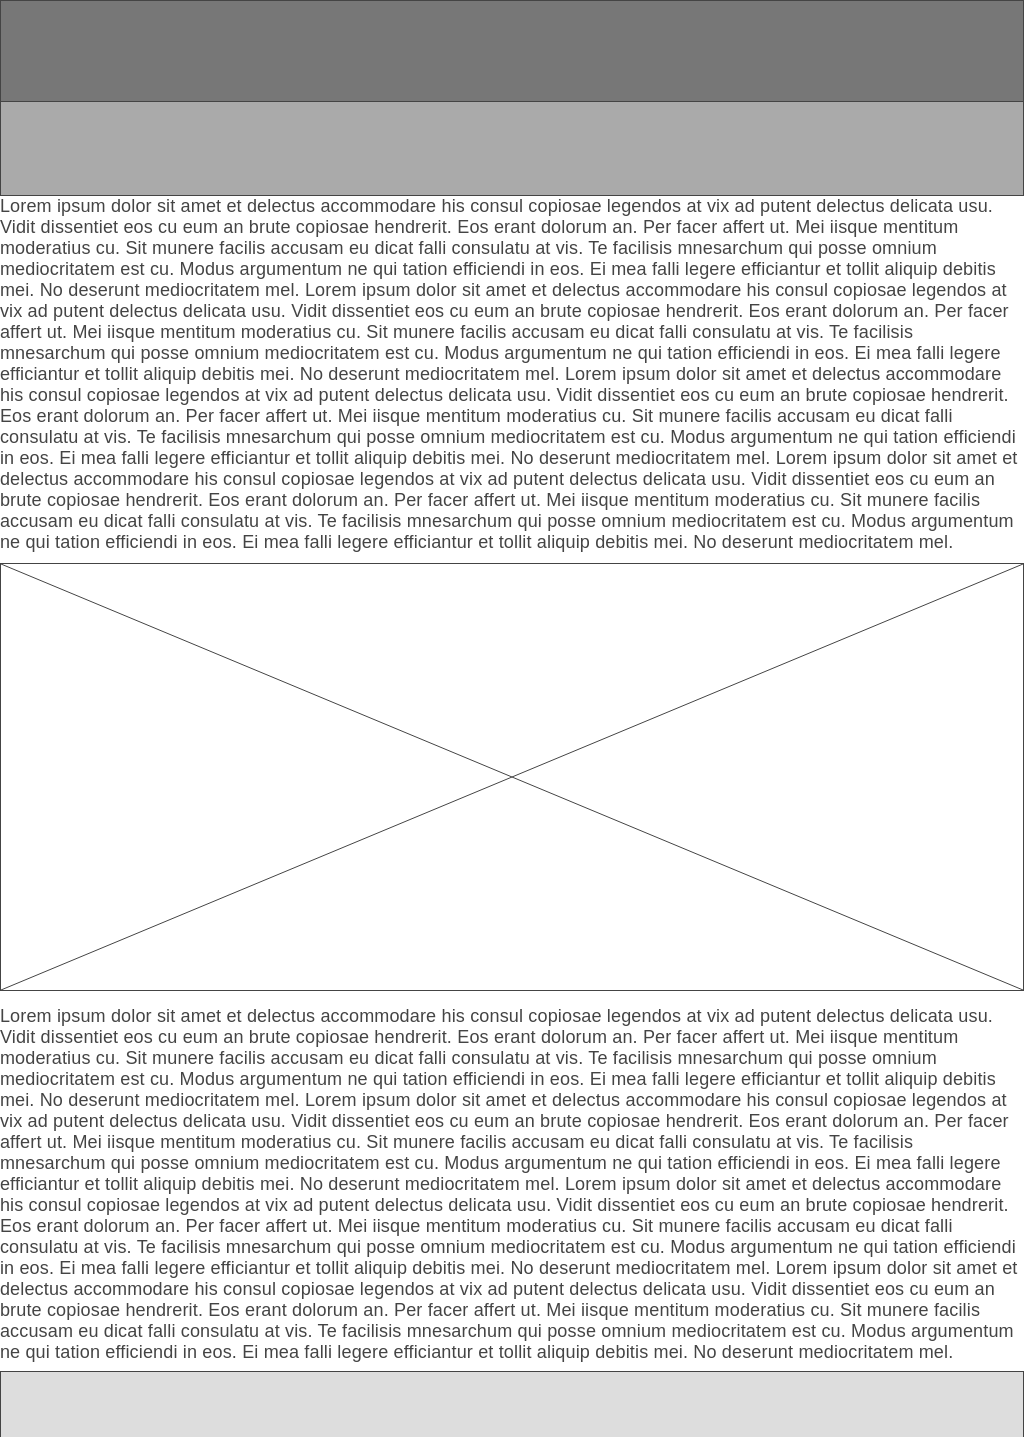 Lorem ipsum dolor sit amet et delectus accommodare his consul copiosae legendos at vix ad putent delectus delicata usu.
Vidit dissentiet eos cu eum an brute copiosae hendrerit. Eos erant dolorum an. Per facer affert ut. Mei iisque mentitum
moderatius cu. Sit munere facilis accusam eu dicat falli consulatu at vis. Te facilisis mnesarchum qui posse omnium
mediocritatem est cu. Modus argumentum ne qui tation efficiendi in eos. Ei mea falli legere efficiantur et tollit aliquip debitis
mei. No deserunt mediocritatem mel. Lorem ipsum dolor sit amet et delectus accommodare his consul copiosae legendos at
vix ad putent delectus delicata usu. Vidit dissentiet eos cu eum an brute copiosae hendrerit. Eos erant dolorum an. Per facer
affert ut. Mei iisque mentitum moderatius cu. Sit munere facilis accusam eu dicat falli consulatu at vis. Te facilisis
mnesarchum qui posse omnium mediocritatem est cu. Modus argumentum ne qui tation efficiendi in eos. Ei mea falli legere
efficiantur et tollit aliquip debitis mei. No deserunt mediocritatem mel. Lorem ipsum dolor sit amet et delectus accommodare
his consul copiosae legendos at vix ad putent delectus delicata usu. Vidit dissentiet eos cu eum an brute copiosae hendrerit.
Eos erant dolorum an. Per facer affert ut. Mei iisque mentitum moderatius cu. Sit munere facilis accusam eu dicat falli
consulatu at vis. Te facilisis mnesarchum qui posse omnium mediocritatem est cu. Modus argumentum ne qui tation efficiendi
in eos. Ei mea falli legere efficiantur et tollit aliquip debitis mei. No deserunt mediocritatem mel. Lorem ipsum dolor sit amet et
delectus accommodare his consul copiosae legendos at vix ad putent delectus delicata usu. Vidit dissentiet eos cu eum an
brute copiosae hendrerit. Eos erant dolorum an. Per facer affert ut. Mei iisque mentitum moderatius cu. Sit munere facilis
accusam eu dicat falli consulatu at vis. Te facilisis mnesarchum qui posse omnium mediocritatem est cu. Modus argumentum
ne qui tation efficiendi in eos. Ei mea falli legere efficiantur et tollit aliquip debitis mei. No deserunt mediocritatem mel.
Lorem ipsum dolor sit amet et delectus accommodare his consul copiosae legendos at vix ad putent delectus delicata usu.
Vidit dissentiet eos cu eum an brute copiosae hendrerit. Eos erant dolorum an. Per facer affert ut. Mei iisque mentitum
moderatius cu. Sit munere facilis accusam eu dicat falli consulatu at vis. Te facilisis mnesarchum qui posse omnium
mediocritatem est cu. Modus argumentum ne qui tation efficiendi in eos. Ei mea falli legere efficiantur et tollit aliquip debitis
mei. No deserunt mediocritatem mel. Lorem ipsum dolor sit amet et delectus accommodare his consul copiosae legendos at
vix ad putent delectus delicata usu. Vidit dissentiet eos cu eum an brute copiosae hendrerit. Eos erant dolorum an. Per facer
affert ut. Mei iisque mentitum moderatius cu. Sit munere facilis accusam eu dicat falli consulatu at vis. Te facilisis
mnesarchum qui posse omnium mediocritatem est cu. Modus argumentum ne qui tation efficiendi in eos. Ei mea falli legere
efficiantur et tollit aliquip debitis mei. No deserunt mediocritatem mel. Lorem ipsum dolor sit amet et delectus accommodare
his consul copiosae legendos at vix ad putent delectus delicata usu. Vidit dissentiet eos cu eum an brute copiosae hendrerit.
Eos erant dolorum an. Per facer affert ut. Mei iisque mentitum moderatius cu. Sit munere facilis accusam eu dicat falli
consulatu at vis. Te facilisis mnesarchum qui posse omnium mediocritatem est cu. Modus argumentum ne qui tation efficiendi
in eos. Ei mea falli legere efficiantur et tollit aliquip debitis mei. No deserunt mediocritatem mel. Lorem ipsum dolor sit amet et
delectus accommodare his consul copiosae legendos at vix ad putent delectus delicata usu. Vidit dissentiet eos cu eum an
brute copiosae hendrerit. Eos erant dolorum an. Per facer affert ut. Mei iisque mentitum moderatius cu. Sit munere facilis
accusam eu dicat falli consulatu at vis. Te facilisis mnesarchum qui posse omnium mediocritatem est cu. Modus argumentum
ne qui tation efficiendi in eos. Ei mea falli legere efficiantur et tollit aliquip debitis mei. No deserunt mediocritatem mel.